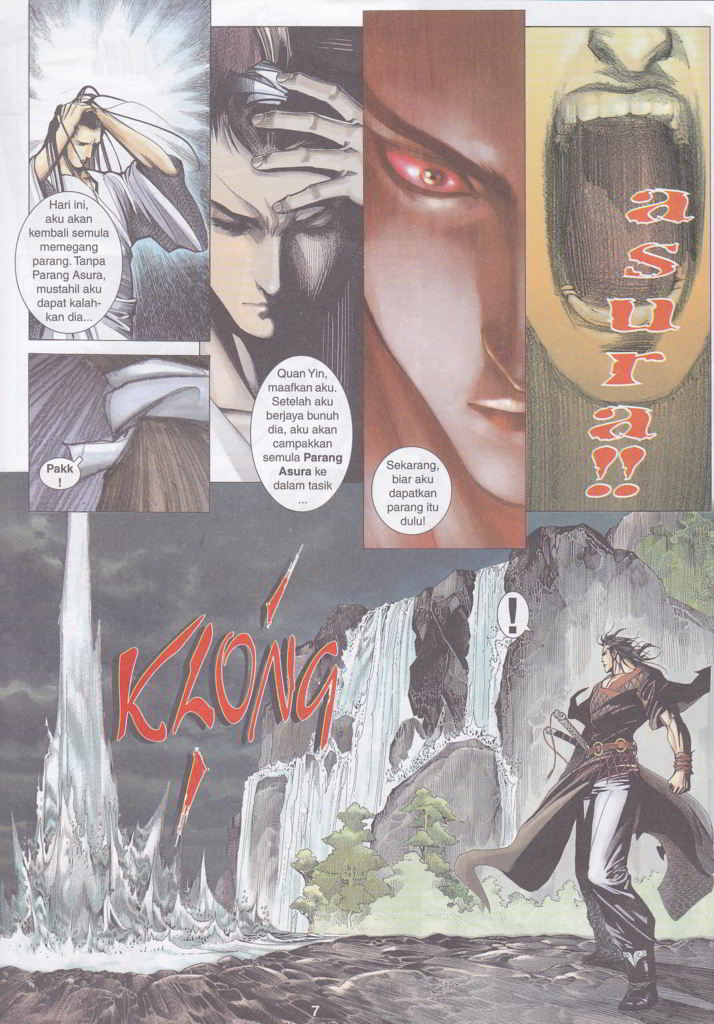 Hari ini,
aku akan
kembali semula
memegang
parang. Tanpa
Parang Asura,
mustahil aku
dapat kalah-
kan dia...
Pakk
!
Quan Yin,
maafkan aku.
Setelah aku
berjaya bunuh
dia, aku akan
campakkan
semula Parang
Asura ke
dalam tasik
...
Sekarang,
biar aku
dapatkan
parang itu
dulu!
asura!!
KLONG!
!
7